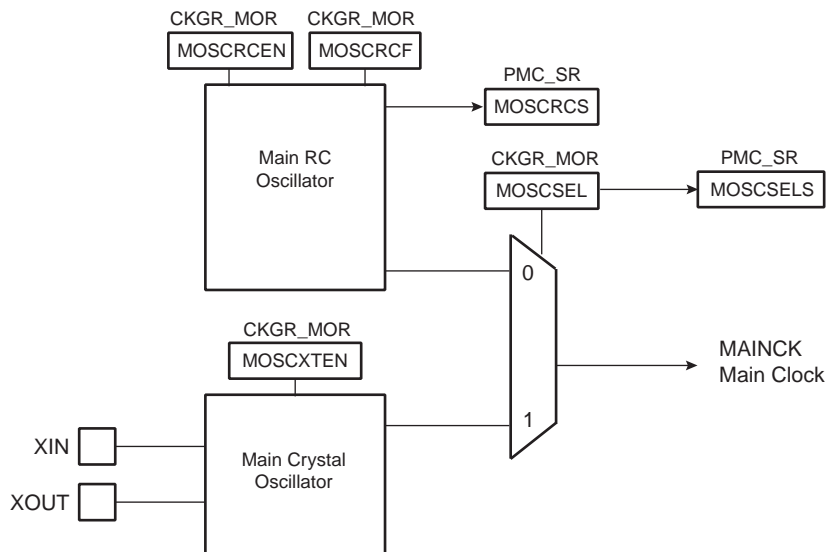 CKGR_MOR
CKGR_MOR
MOSCRCEN
MOSCRCF
PMC_SR
MOSCRCS
Main RC
Oscillator
CKGR_MOR
PMC_SR
MOSCSEL
MOSCSELS
0
CKGR_MOR
MOSCXTEN
MAINCK
Main Clock
1
XIN
Main Crystal
Oscillator
XOUT